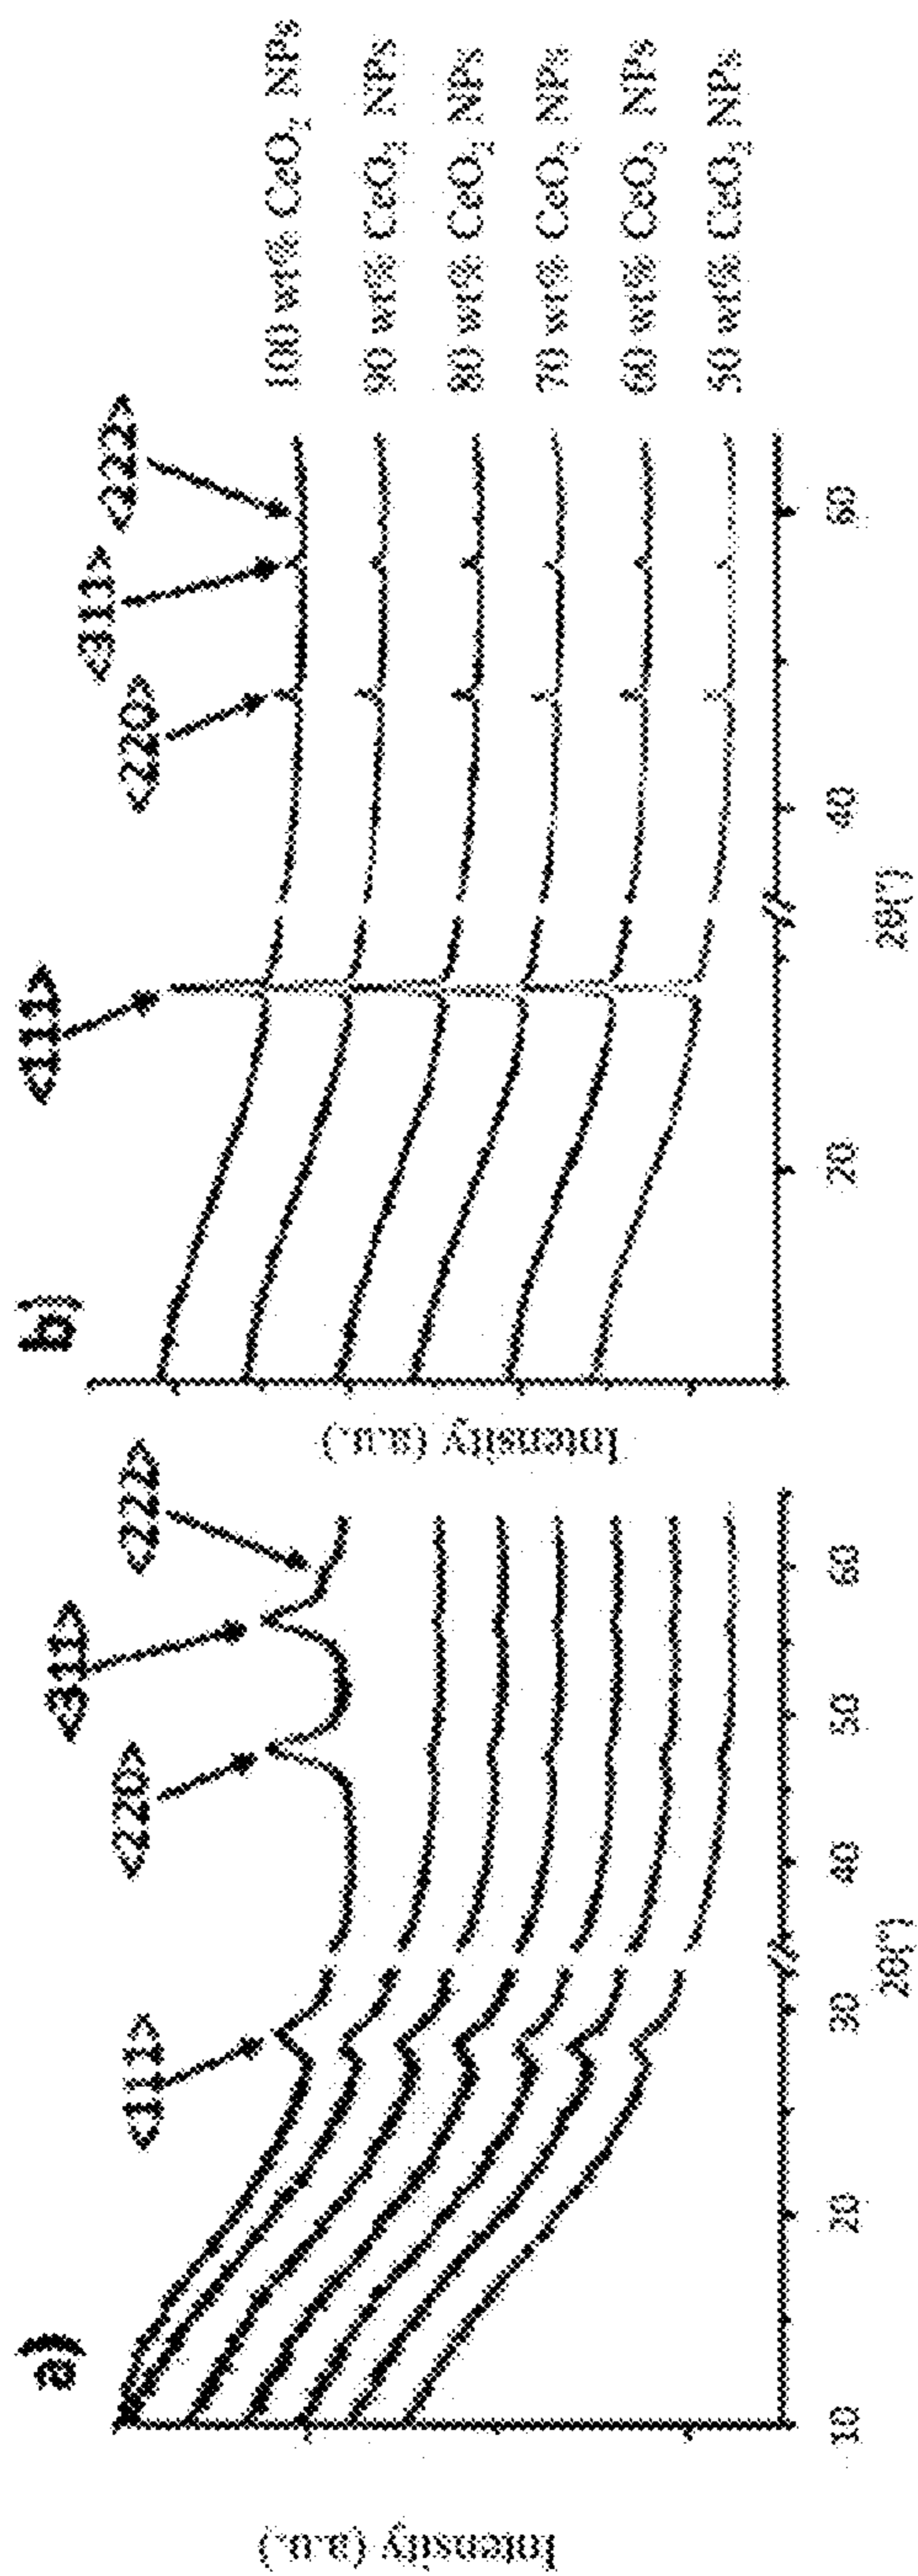 a)
<111>
<220>
<311>
<222>
Intensity (a.u.)
10
20
30
40
50
60
2θ(°)
b)
<111>
<220>
<311>
<222>
Intensity (a.u.)
20
40
60
2θ(°)
100 wt% CeO₂ NPs
90 wt% CeO₂ NPs
80 wt% CeO₂ NPs
70 wt% CeO₂ NPs
60 wt% CeO₂ NPs
50 wt% CeO₂ NPs